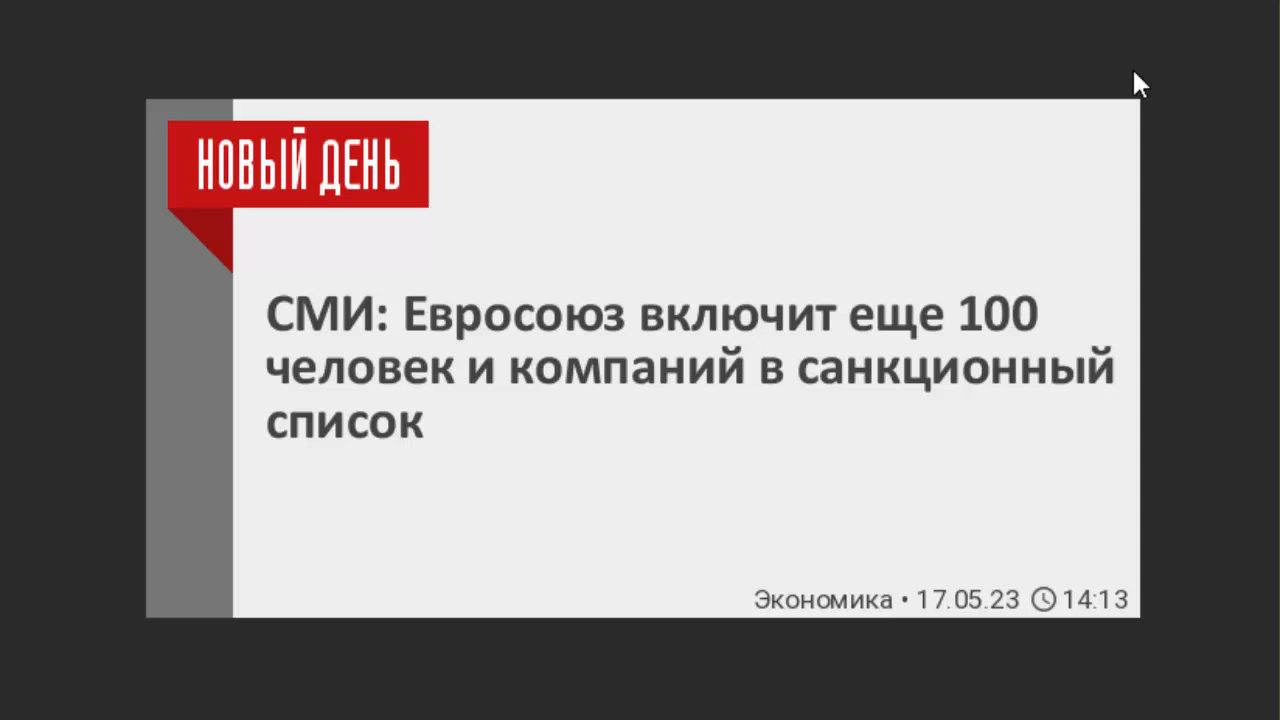 НОВЫЙ ДЕНЬ
СМИ: Евросоюз включит еще 100
человек и компаний в санкционный
список
Экономика • 17.05.23 14:13